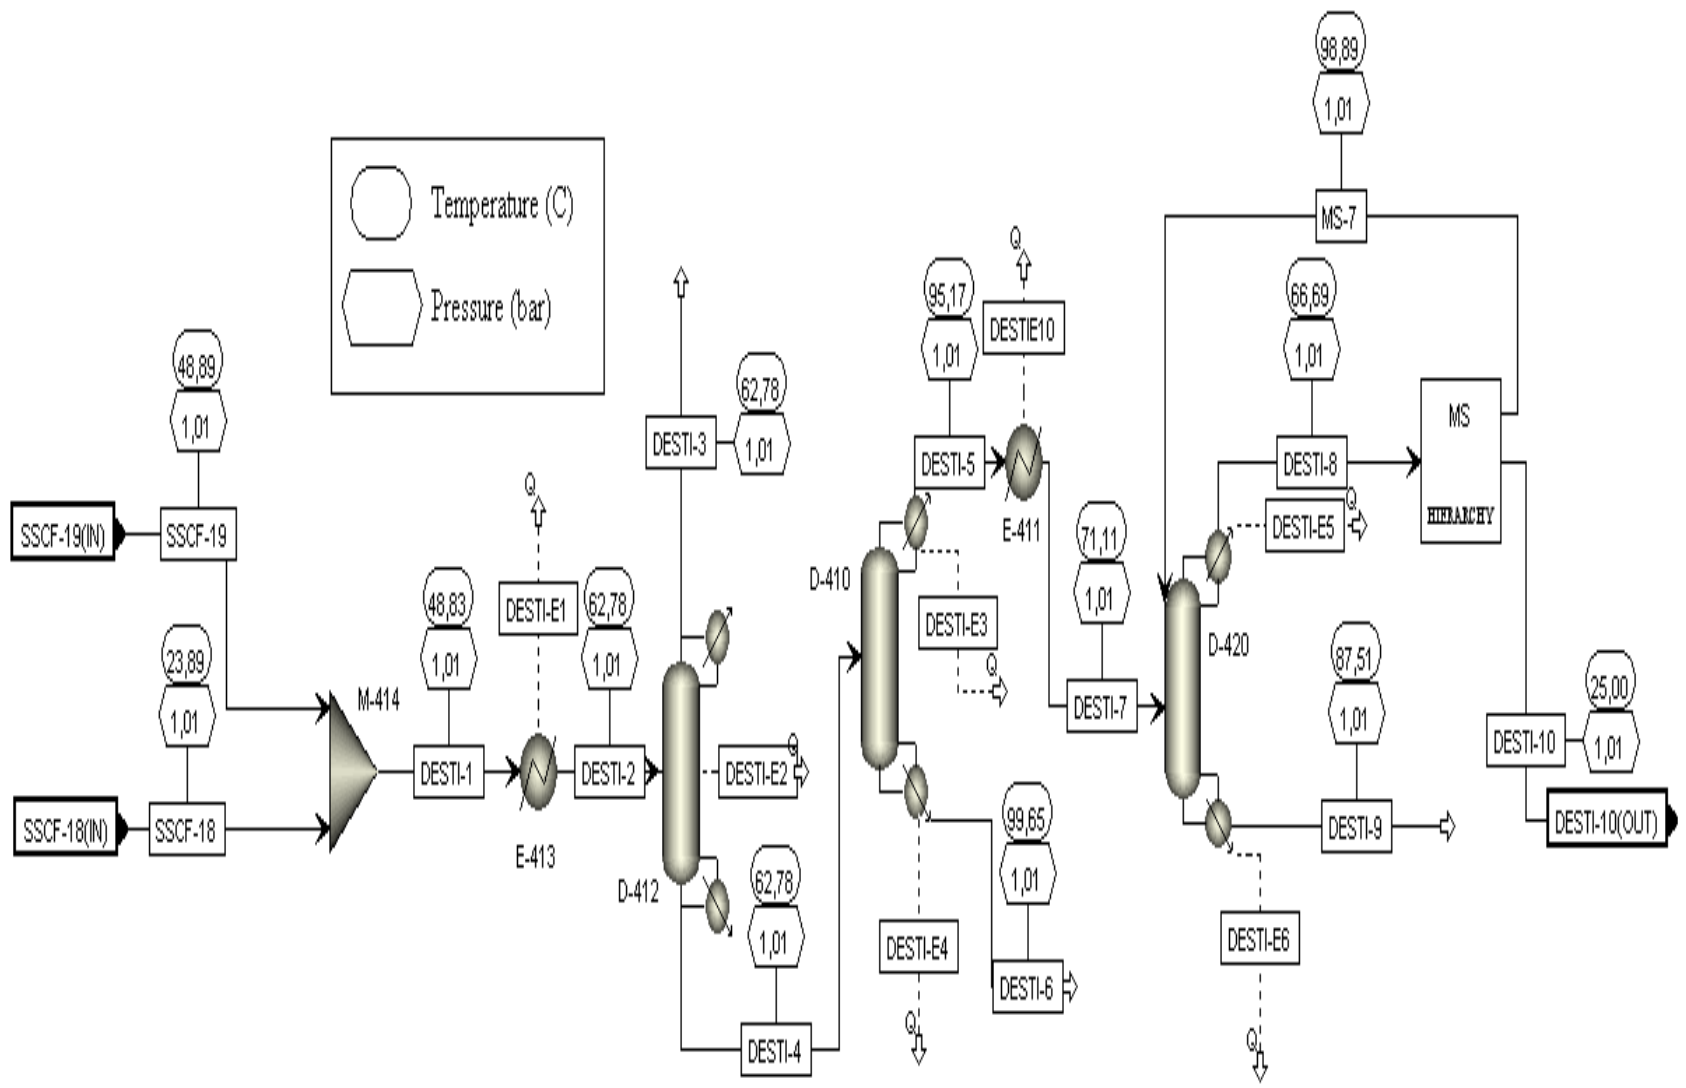 98,89
1,01
MS-7
Temperature (C)
Pressure (bar)
Q
95,17
1,01
DESTIE10
66,69
1,01
48,89
1,01
62,78
1,01
DESTI-3
MS
HIERARCHY
DESTI-5
DESTI-8
Q
DESTI-E5
Q
SSCF-19(IN)
SSCF-19
E-411
71,11
1,01
D-410
48,83
1,01
DESTI-E1
62,78
1,01
DESTI-E3
Q
D-420
23,89
1,01
87,51
1,01
25,00
1,01
M-414
DESTI-7
DESTI-10
DESTI-1
DESTI-2
Q
DESTI-E2
SSCF-18(IN)
SSCF-18
99,65
1,01
DESTI-9
DESTI-10(OUT)
E-413
D-412
62,78
1,01
DESTI-E4
DESTI-E6
DESTI-6
Q
Q
DESTI-4